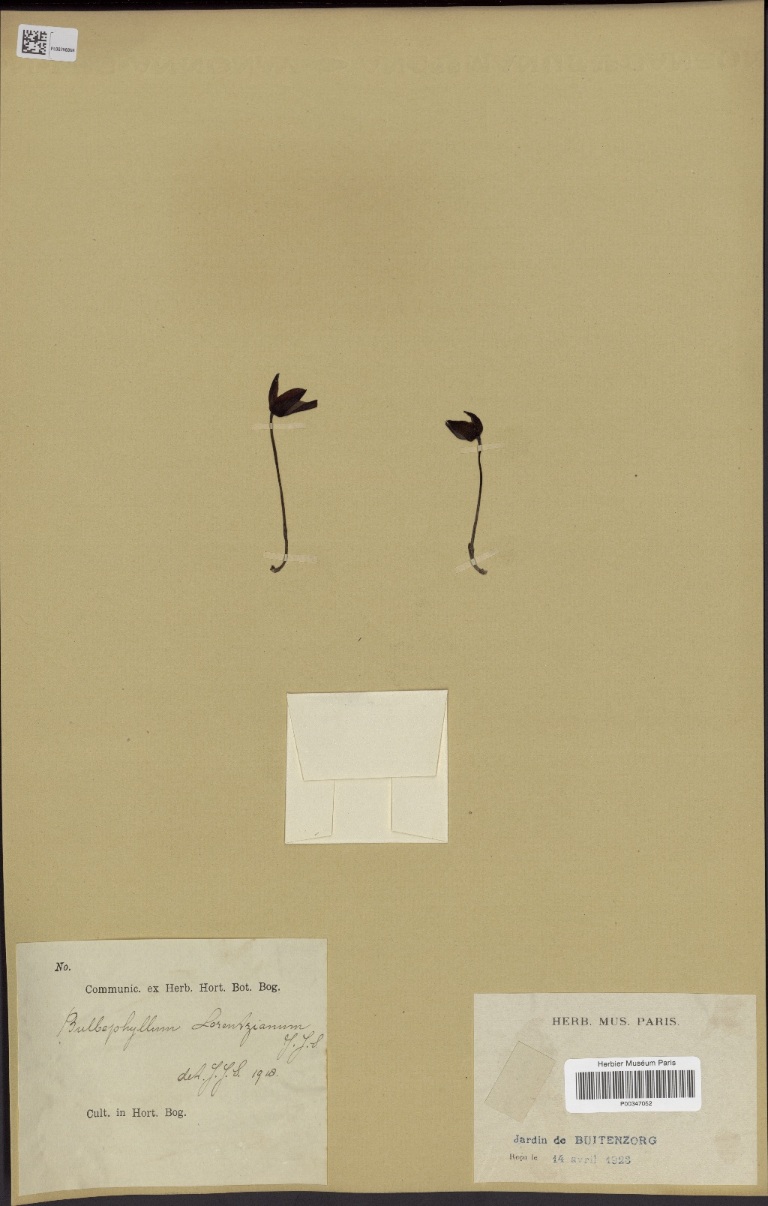 No.
Communic. ex Herb. Hort. Bot. Bog.
Bulbophyllum Lorentzianum
J. J. S.
det. J. J. S. 1913
Cult. in Hort. Bog.
HERB. MUS. PARIS.
Herbier Muséum Paris
P00347052
Jardin de BUITENZORG
Reçu le 14 avril 1926